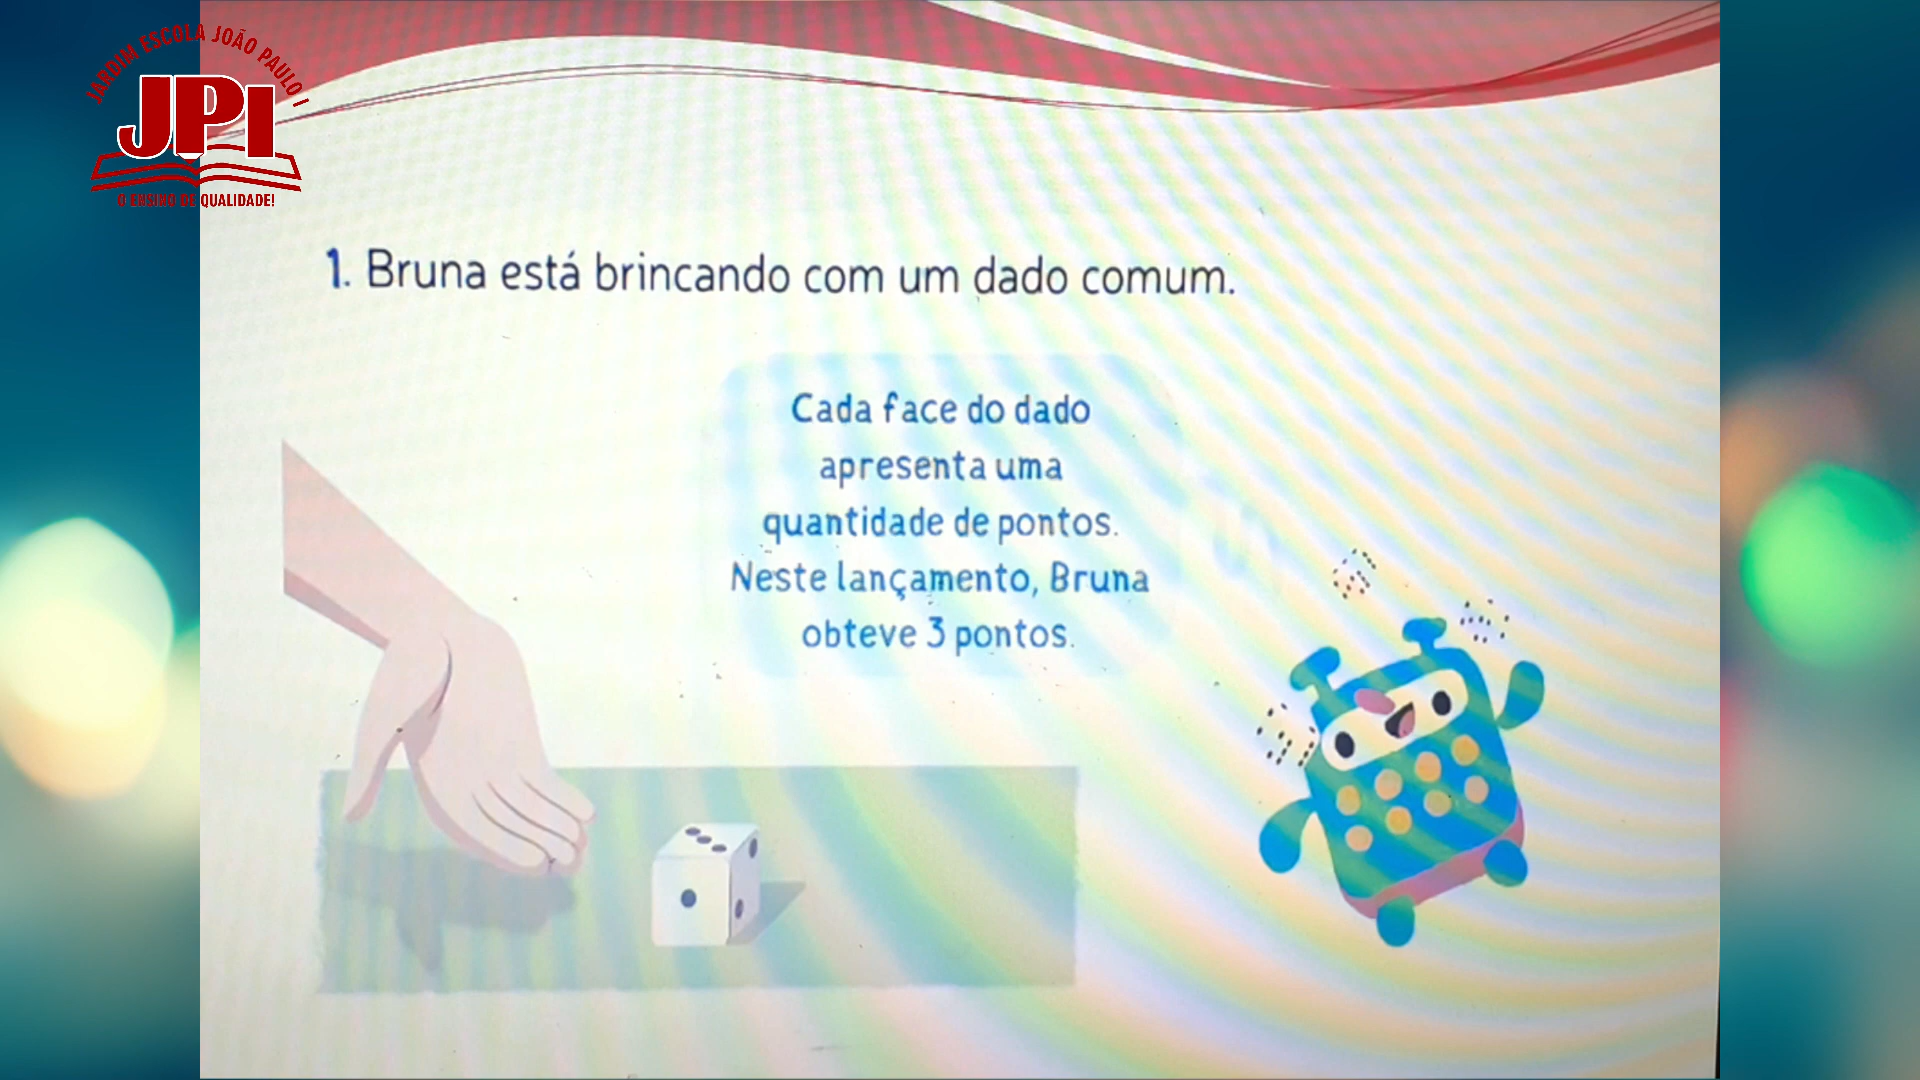 JARDIM ESCOLA JOÃO PAULO I
JPI
O ENSINO DE QUALIDADE!
1. Bruna está brincando com um dado comum.
Cada face do dado
apresenta uma
quantidade de pontos.
Neste lançamento, Bruna
obteve 3 pontos.